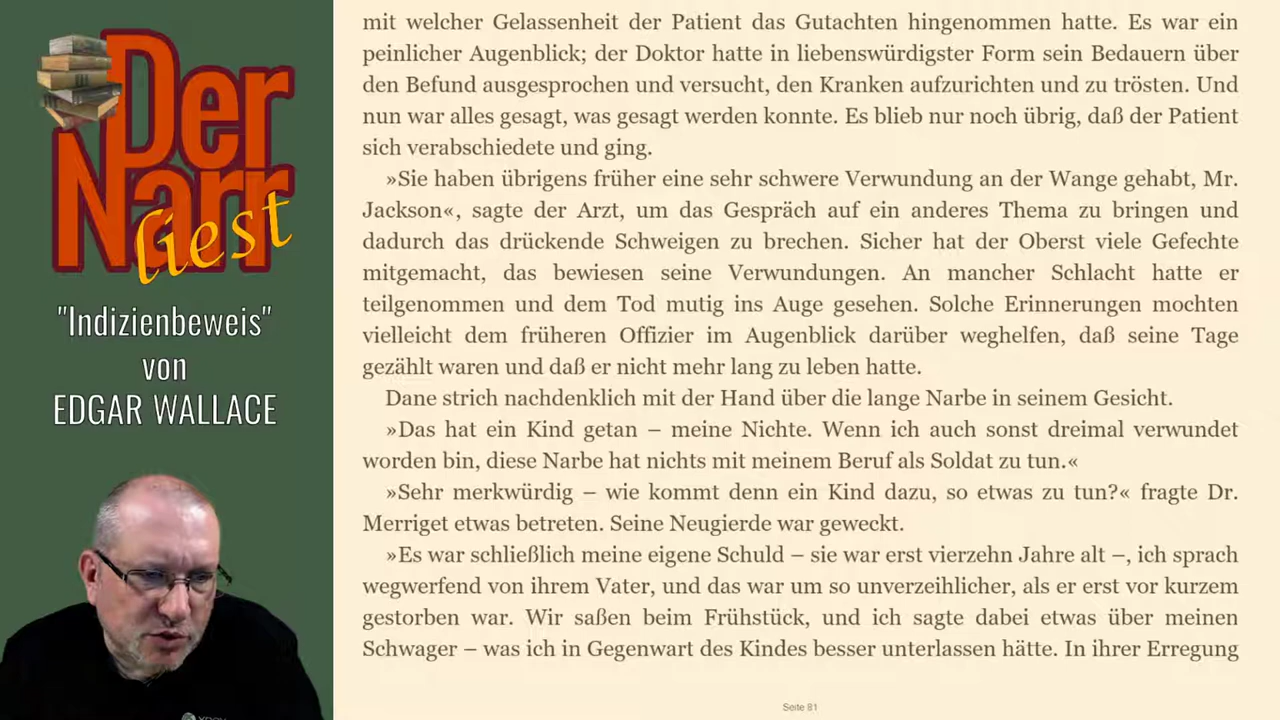 Der
Narr
liest
"Indizienbeweis"
von
EDGAR WALLACE
mit welcher Gelassenheit der Patient das Gutachten hingenommen hatte. Es war ein
peinlicher Augenblick; der Doktor hatte in liebenswürdigster Form sein Bedauern über
den Befund ausgesprochen und versucht, den Kranken aufzurichten und zu trösten. Und
nun war alles gesagt, was gesagt werden konnte. Es blieb nur noch übrig, daß der Patient
sich verabschiedete und ging.
»Sie haben übrigens früher eine sehr schwere Verwundung an der Wange gehabt, Mr.
Jackson«, sagte der Arzt, um das Gespräch auf ein anderes Thema zu bringen und
dadurch das drückende Schweigen zu brechen. Sicher hat der Oberst viele Gefechte
mitgemacht, das bewiesen seine Verwundungen. An mancher Schlacht hatte er
teilgenommen und dem Tod mutig ins Auge gesehen. Solche Erinnerungen mochten
vielleicht dem früheren Offizier im Augenblick darüber weghelfen, daß seine Tage
gezählt waren und daß er nicht mehr lang zu leben hatte.
Dane strich nachdenklich mit der Hand über die lange Narbe in seinem Gesicht.
»Das hat ein Kind getan – meine Nichte. Wenn ich auch sonst dreimal verwundet
worden bin, diese Narbe hat nichts mit meinem Beruf als Soldat zu tun.«
»Sehr merkwürdig – wie kommt denn ein Kind dazu, so etwas zu tun?« fragte Dr.
Merriget etwas betreten. Seine Neugierde war geweckt.
»Es war schließlich meine eigene Schuld – sie war erst vierzehn Jahre alt –, ich sprach
wegwerfend von ihrem Vater, und das war um so unverzeihlicher, als er erst vor kurzem
gestorben war. Wir saßen beim Frühstück, und ich sagte dabei etwas über meinen
Schwager – was ich in Gegenwart des Kindes besser unterlassen hätte. In ihrer Erregung
Seite 81